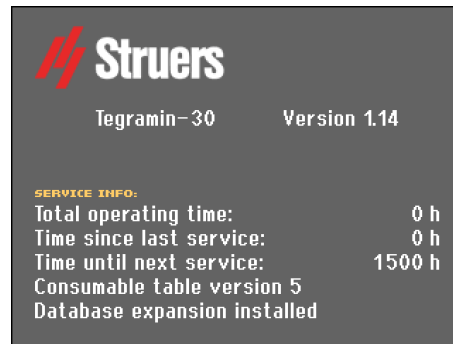 Struers
Tegramin-30 Version 1.14
SERVICE INFO:
Total operating time: 0 h
Time since last service: 0 h
Time until next service: 1500 h
Consumable table version 5
Database expansion installed